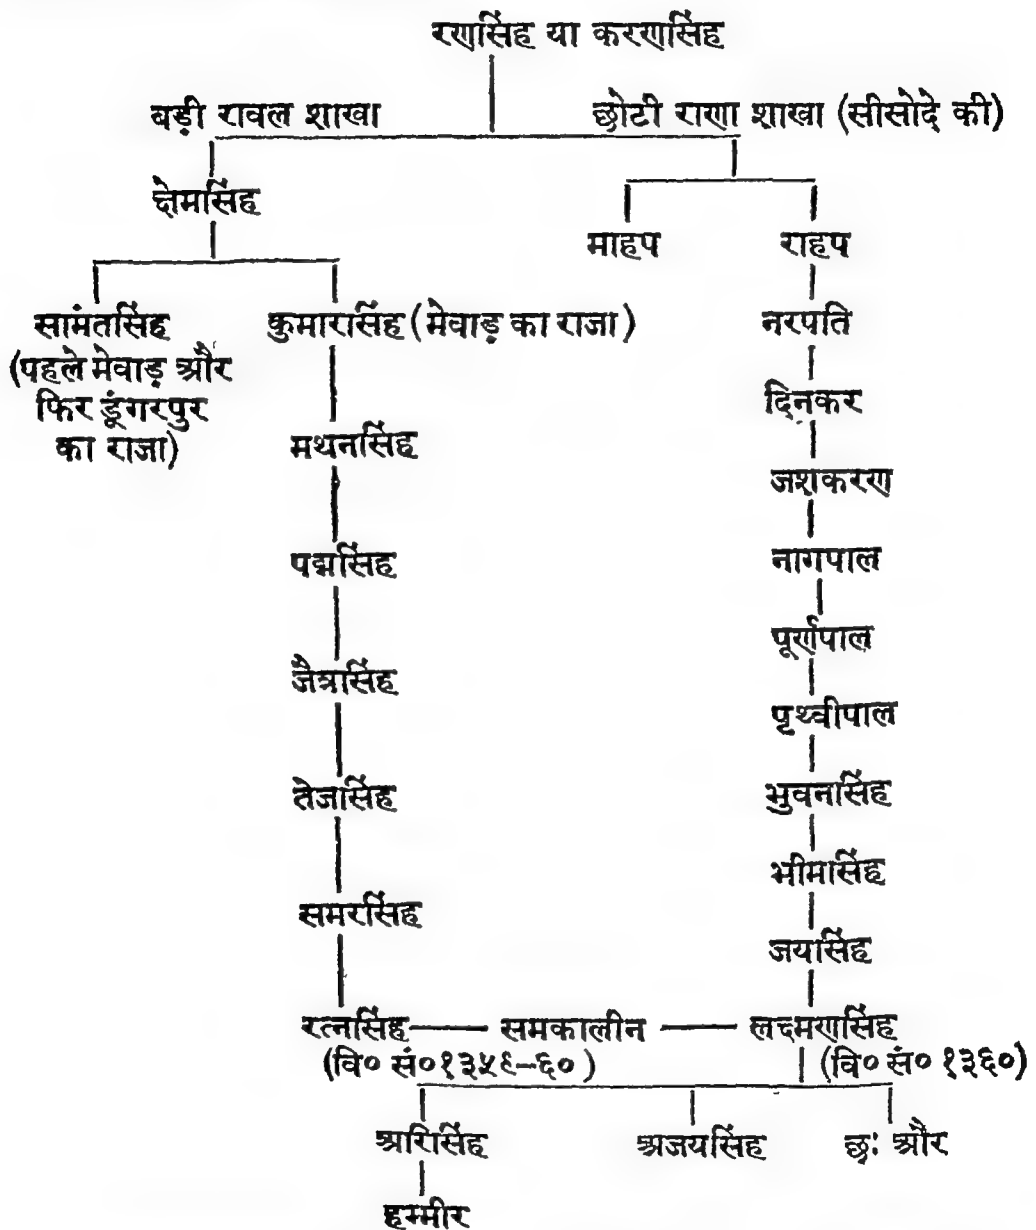 रणसिंह या करणसिंह
बड़ी रावल शाखा छोटी राणा शाखा (सीसोदे की)
क्षेमसिंह
माहप राहप
सामंतसिंह कुमारसिंह (मेवाड़ का राजा) नरपति
(पहले मेवाड़ और
फिर डूंगरपुर दिनकर
का राजा)
मथनसिंह
जशकरण
पद्मसिंह नागपाल
पूर्णपाल
जैत्रसिंह
पृथ्वीपाल
तेजसिंह भुवनसिंह
भीमसिंह
समरसिंह
जयसिंह
रत्नसिंह समकालीन लक्ष्मणसिंह
(वि० सं० १३५९-६०) (वि० सं० १३६०)
अरिसिंह अजयसिंह छः और
हम्मीर